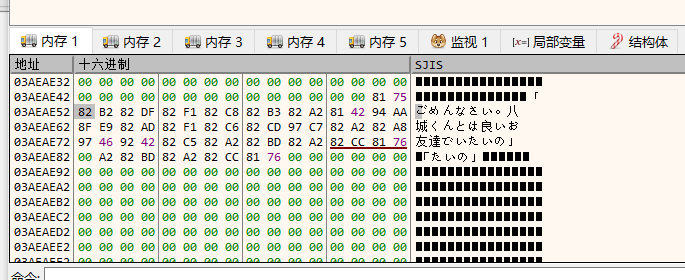 内存 1 内存 2 内存 3 内存 4 内存 5 监视 1 [x=] 局部变量 结构体
地址 十六进制 SJIS
03AEAE32 00 00 00 00 00 00 00 00 00 00 00 00 00 00 00 00 ■■■■■■■■■■■■■■■■
03AEAE42 00 00 00 00 00 00 00 00 00 00 00 00 00 00 81 75 ■■■■■■■■■■■■■■「
03AEAE52 82 B2 82 DF 82 F1 82 C8 82 B3 82 A2 81 42 94 AA ごめんなさい。八
03AEAE62 8F E9 82 AD 82 F1 82 C6 82 CD 97 C7 82 A2 82 A8 城くんとは良いお
03AEAE72 97 46 92 42 82 C5 82 A2 82 BD 82 A2 82 CC 81 76 友達でいたいの」
03AEAE82 00 A2 82 BD 82 A2 82 CC 81 76 00 00 00 00 00 00 ■「たいの」■■■■■■
03AEAE92 00 00 00 00 00 00 00 00 00 00 00 00 00 00 00 00 ■■■■■■■■■■■■■■■■
03AEAEA2 00 00 00 00 00 00 00 00 00 00 00 00 00 00 00 00 ■■■■■■■■■■■■■■■■
03AEAEB2 00 00 00 00 00 00 00 00 00 00 00 00 00 00 00 00 ■■■■■■■■■■■■■■■■
03AEAEC2 00 00 00 00 00 00 00 00 00 00 00 00 00 00 00 00 ■■■■■■■■■■■■■■■■
03AEAED2 00 00 00 00 00 00 00 00 00 00 00 00 00 00 00 00 ■■■■■■■■■■■■■■■■
03AEAEE2 00 00 00 00 00 00 00 00 00 00 00 00 00 00 00 00 ■■■■■■■■■■■■■■■■
命令: